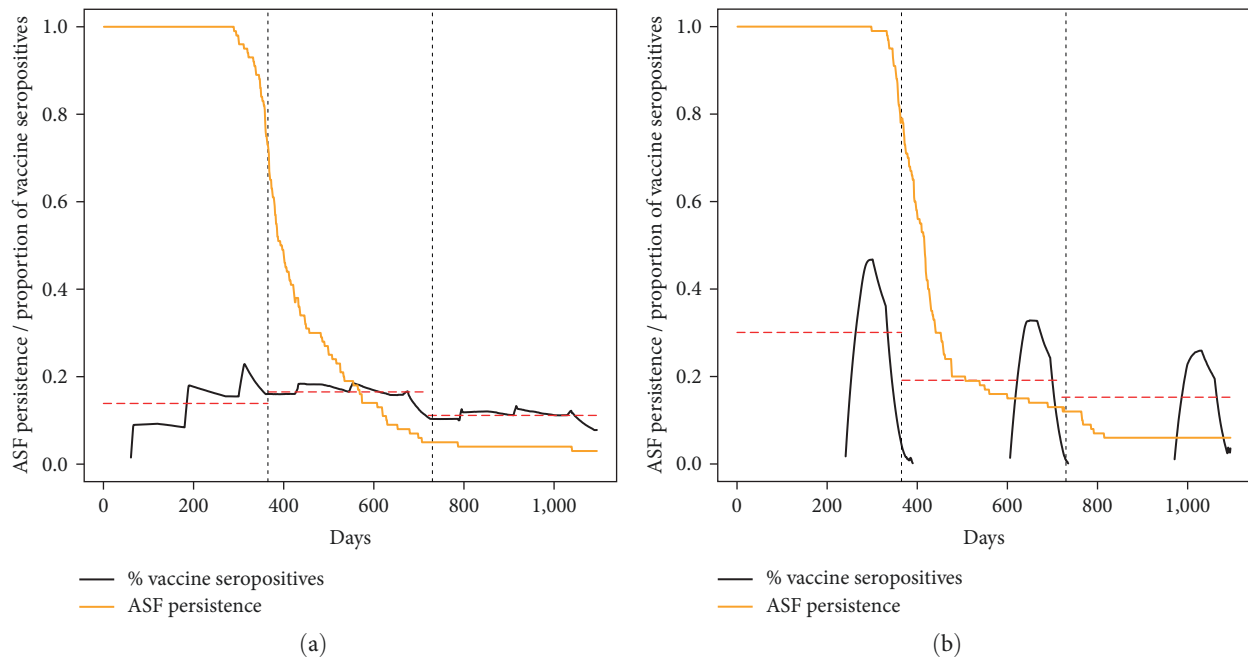 ASF persistence / proportion of vaccine seropositives
1.0
0.8
0.6
0.4
0.2
0.0
0 200 400 600 800 1,000
Days
% vaccine seropositives
ASF persistence
(a)
ASF persistence / proportion of vaccine seropositives
1.0
0.8
0.6
0.4
0.2
0.0
0 200 400 600 800 1,000
Days
% vaccine seropositives
ASF persistence
(b)